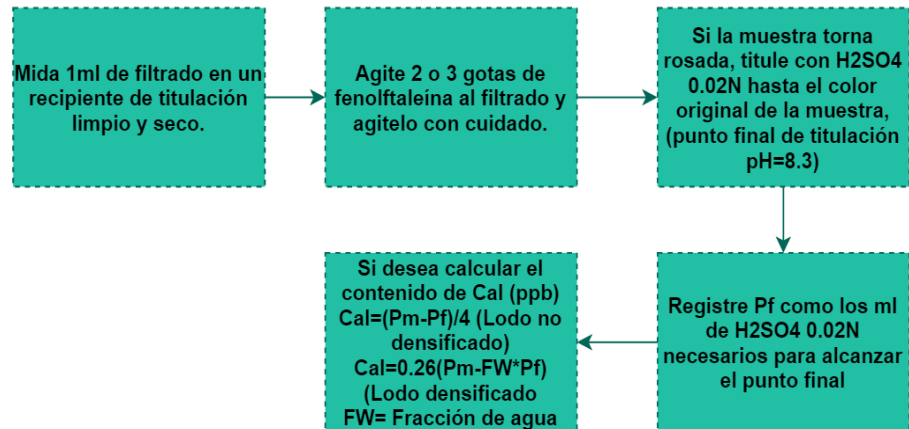 Mida 1ml de filtrado en un
recipiente de titulación
limpio y seco.
Agite 2 o 3 gotas de
fenolftaleína al filtrado y
agitelo con cuidado.
Si la muestra torna
rosada, titule con H2SO4
0.02N hasta el color
original de la muestra,
(punto final de titulación
pH=8.3)
Registre Pf como los ml
de H2SO4 0.02N
necesarios para alcanzar
el punto final
Si desea calcular el
contenido de Cal (ppb)
Cal=(Pm-Pf)/4 (Lodo no
densificado)
Cal=0.26(Pm-FW*Pf)
(Lodo densificado
FW= Fracción de agua